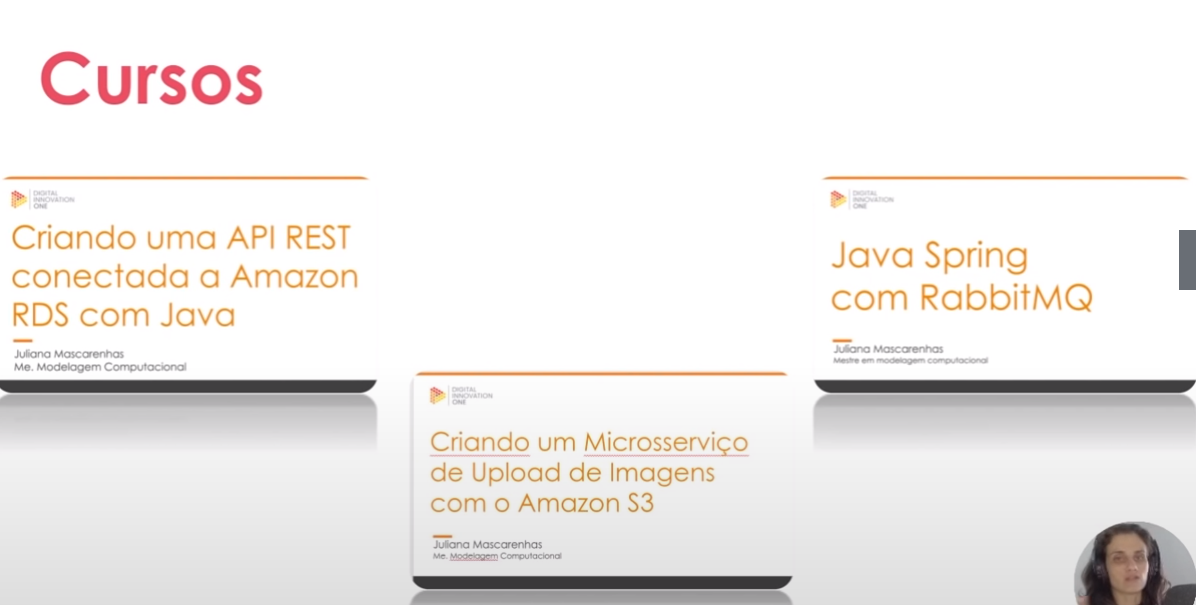 Cursos
DIGITAL
INNOVATION
ONE
Criando uma API REST
conectada a Amazon
RDS com Java
Juliana Mascarenhas
Me. Modelagem Computacional
DIGITAL
INNOVATION
ONE
Criando um Microsserviço
de Upload de Imagens
com o Amazon S3
Juliana Mascarenhas
Me. Modelagem Computacional
DIGITAL
INNOVATION
ONE
Java Spring
com RabbitMQ
Juliana Mascarenhas
Mestre em modelagem computacional